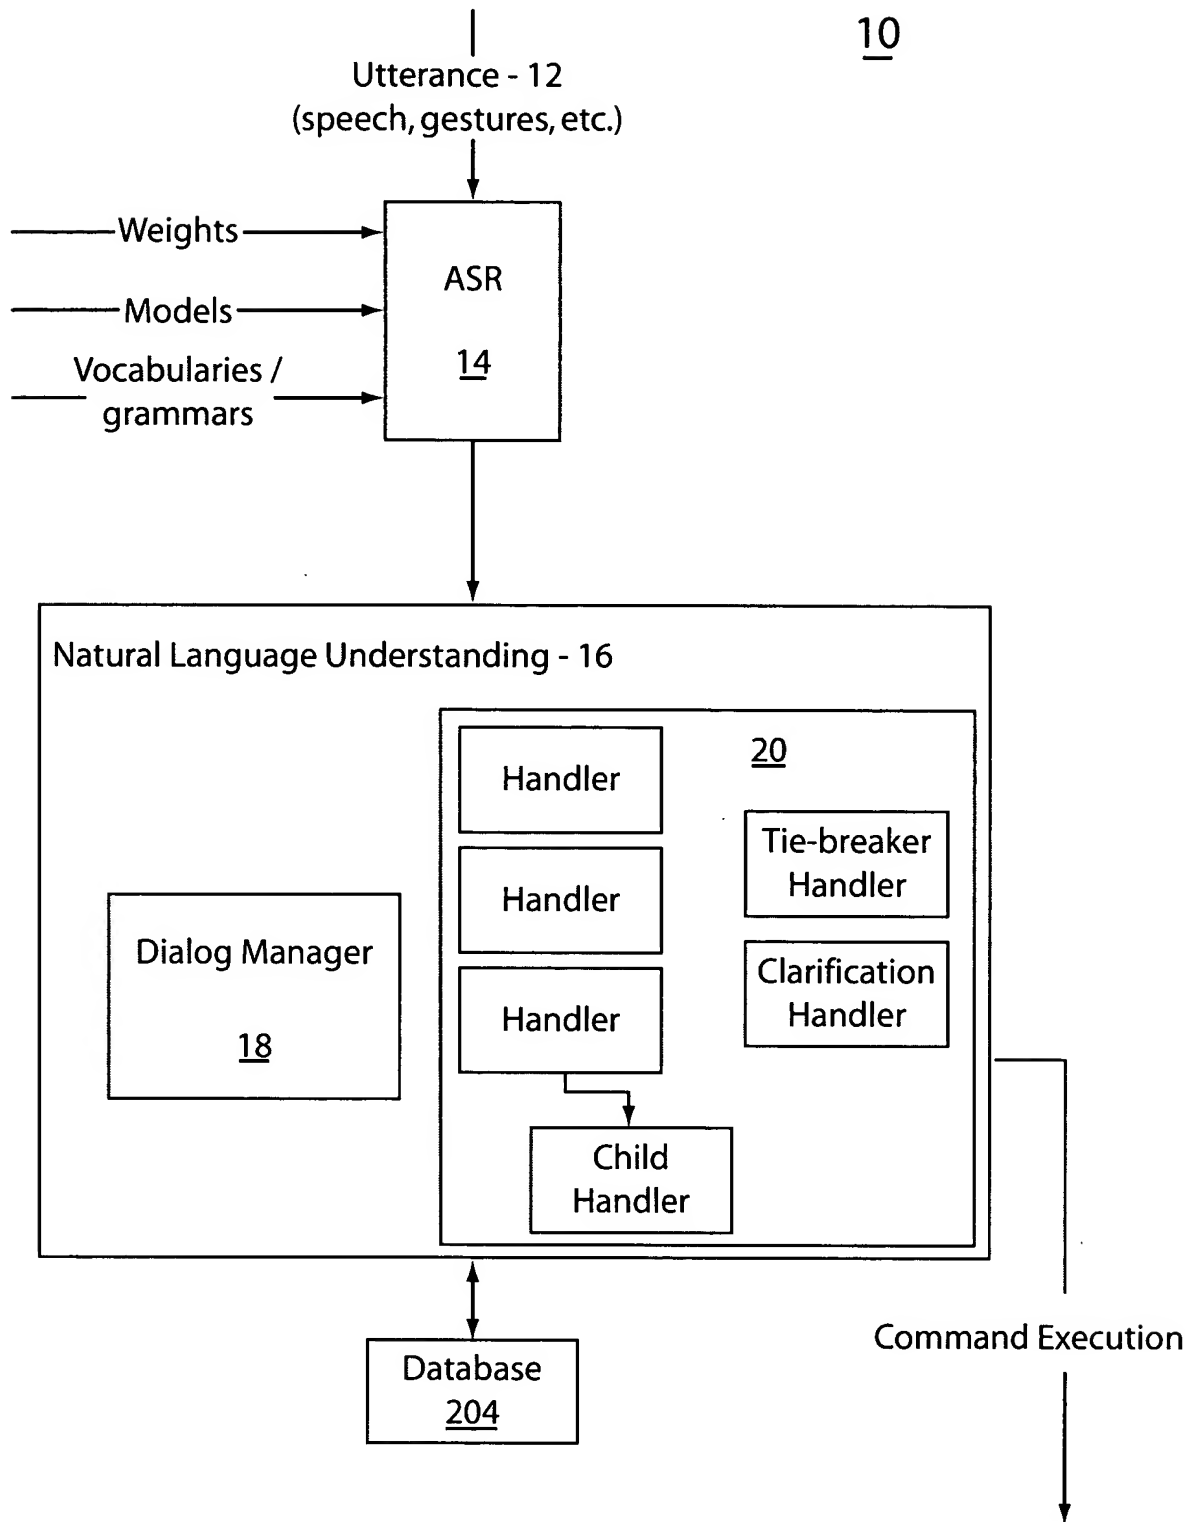 10
Utterance - 12
(speech, gestures, etc.)
Weights
Models
Vocabularies /
grammars
ASR
14
Natural Language Understanding - 16
20
Handler
Handler
Handler
Tie-breaker
Handler
Clarification
Handler
Dialog Manager
18
Child
Handler
Database
204
Command Execution